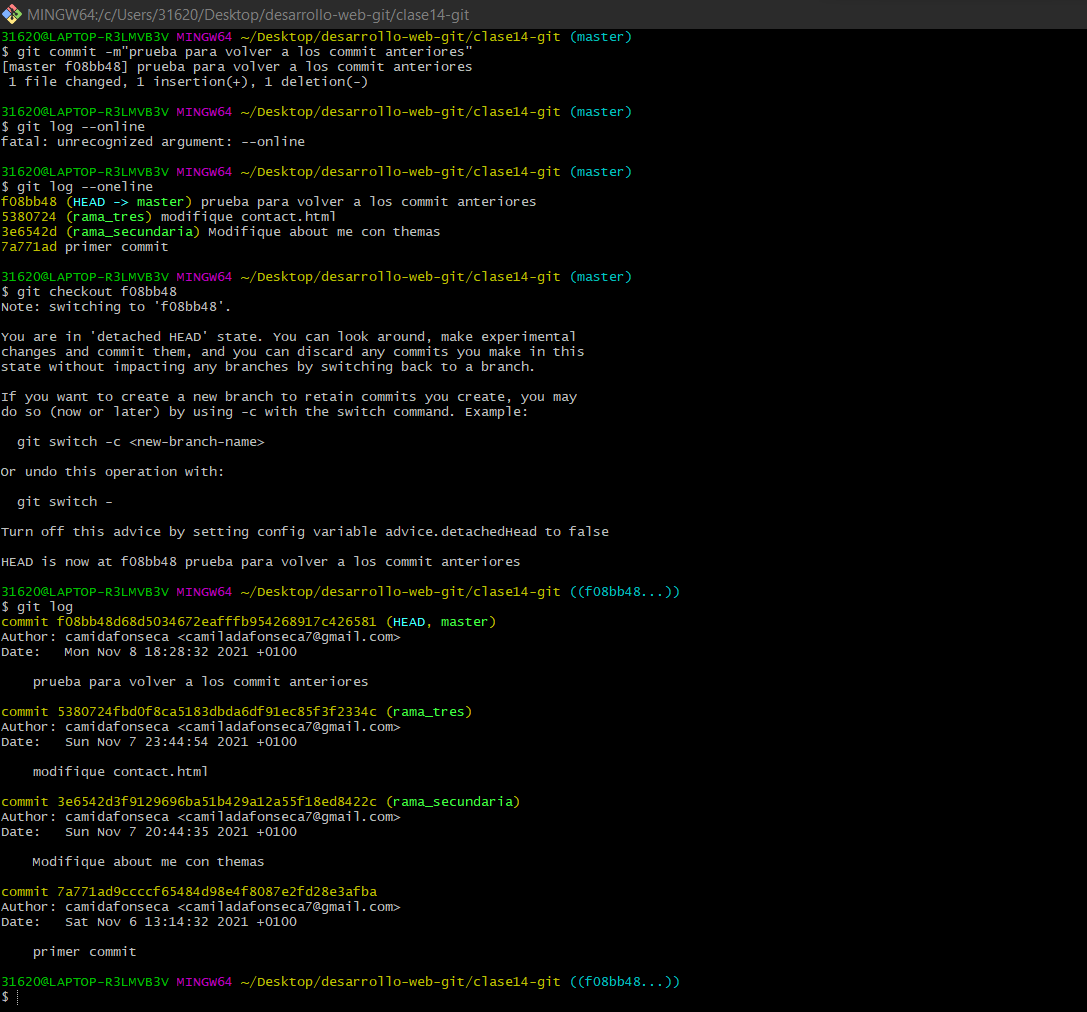 MINGW64:/c/Users/31620/Desktop/desarrollo-web-git/clase14-git
31620@LAPTOP-R3LMVB3V MINGW64 ~/Desktop/desarrollo-web-git/clase14-git (master)
$ git commit -m"prueba para volver a los commit anteriores"
[master f08bb48] prueba para volver a los commit anteriores
 1 file changed, 1 insertion(+), 1 deletion(-)
31620@LAPTOP-R3LMVB3V MINGW64 ~/Desktop/desarrollo-web-git/clase14-git (master)
$ git log --online
fatal: unrecognized argument: --online
31620@LAPTOP-R3LMVB3V MINGW64 ~/Desktop/desarrollo-web-git/clase14-git (master)
$ git log --oneline
f08bb48 (HEAD -> master) prueba para volver a los commit anteriores
5380724 (rama_tres) modifique contact.html
3e6542d (rama_secundaria) Modifique about me con themas
7a771ad primer commit
31620@LAPTOP-R3LMVB3V MINGW64 ~/Desktop/desarrollo-web-git/clase14-git (master)
$ git checkout f08bb48
Note: switching to 'f08bb48'.
You are in 'detached HEAD' state. You can look around, make experimental
changes and commit them, and you can discard any commits you make in this
state without impacting any branches by switching back to a branch.
If you want to create a new branch to retain commits you create, you may
do so (now or later) by using -c with the switch command. Example:
  git switch -c <new-branch-name>
Or undo this operation with:
  git switch -
Turn off this advice by setting config variable advice.detachedHead to false
HEAD is now at f08bb48 prueba para volver a los commit anteriores
31620@LAPTOP-R3LMVB3V MINGW64 ~/Desktop/desarrollo-web-git/clase14-git ((f08bb48...))
$ git log
commit f08bb48d68d5034672eafffb954268917c426581 (HEAD, master)
Author: camidafonseca <camiladafonseca7@gmail.com>
Date:   Mon Nov 8 18:28:32 2021 +0100
    prueba para volver a los commit anteriores
commit 5380724fbd0f8ca5183dbda6df91ec85f3f2334c (rama_tres)
Author: camidafonseca <camiladafonseca7@gmail.com>
Date:   Sun Nov 7 23:44:54 2021 +0100
    modifique contact.html
commit 3e6542d3f9129696ba51b429a12a55f18ed8422c (rama_secundaria)
Author: camidafonseca <camiladafonseca7@gmail.com>
Date:   Sun Nov 7 20:44:35 2021 +0100
    Modifique about me con themas
commit 7a771ad9ccccf65484d98e4f8087e2fd28e3afba
Author: camidafonseca <camiladafonseca7@gmail.com>
Date:   Sat Nov 6 13:14:32 2021 +0100
    primer commit
31620@LAPTOP-R3LMVB3V MINGW64 ~/Desktop/desarrollo-web-git/clase14-git ((f08bb48...))
$